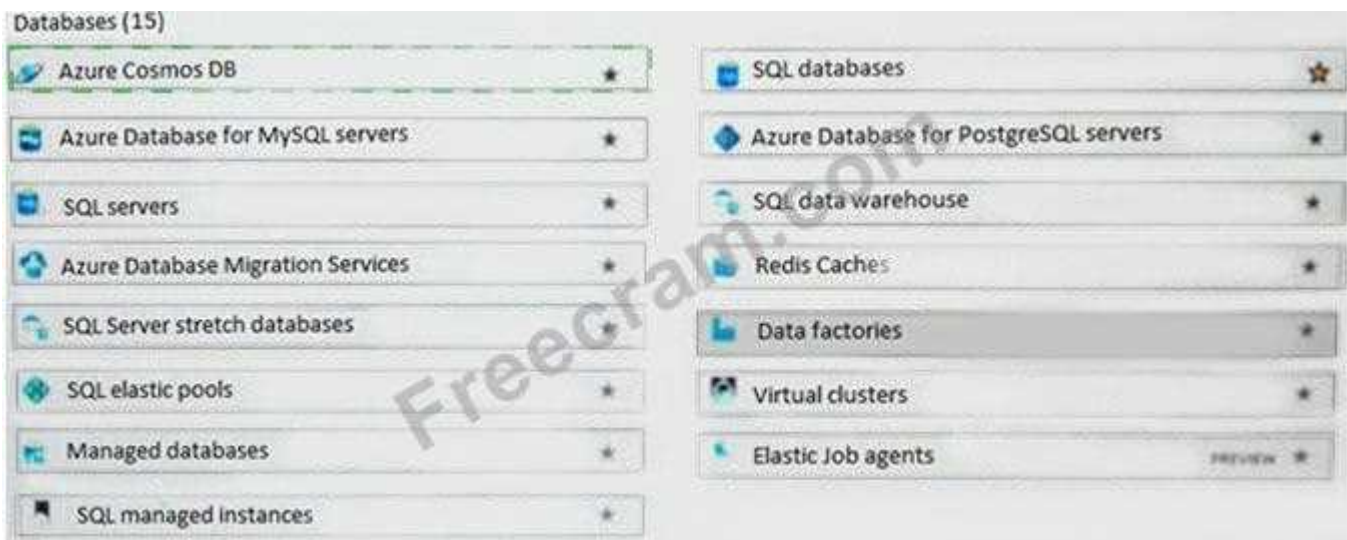 Databases (15)
Azure Cosmos DB
SQL databases
Azure Database for MySQL servers
Azure Database for PostgreSQL servers
SQL servers
SQL data warehouse
Azure Database Migration Services
Redis Caches
SQL Server stretch databases
Data factories
SQL elastic pools
Virtual clusters
Managed databases
Elastic Job agents PREVIEW
SQL managed instances
Freecram.com